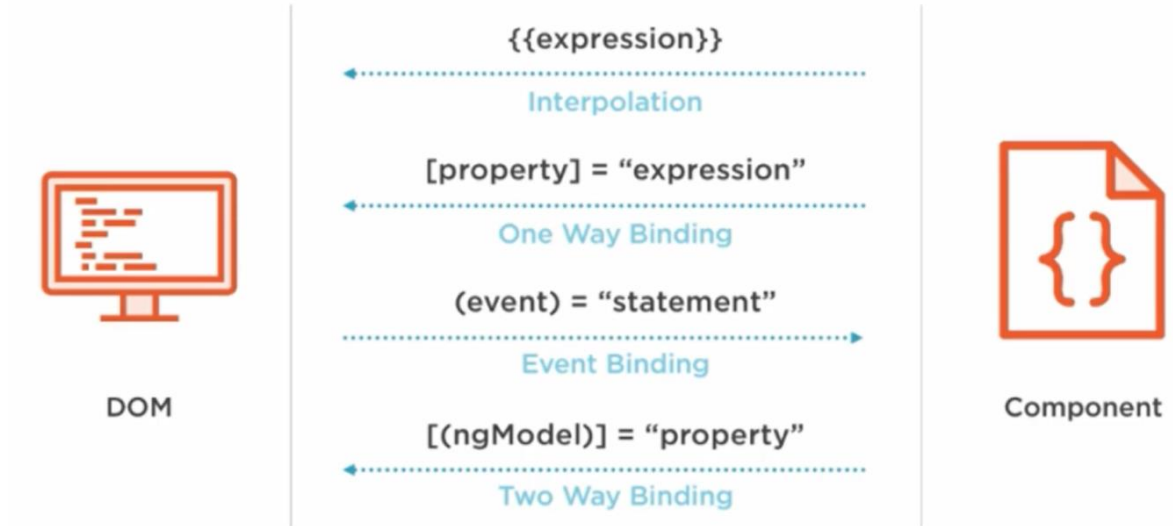 {{expression}}
Interpolation
[property] = “expression”
One Way Binding
(event) = “statement”
Event Binding
DOM
Component
[(ngModel)] = “property”
Two Way Binding